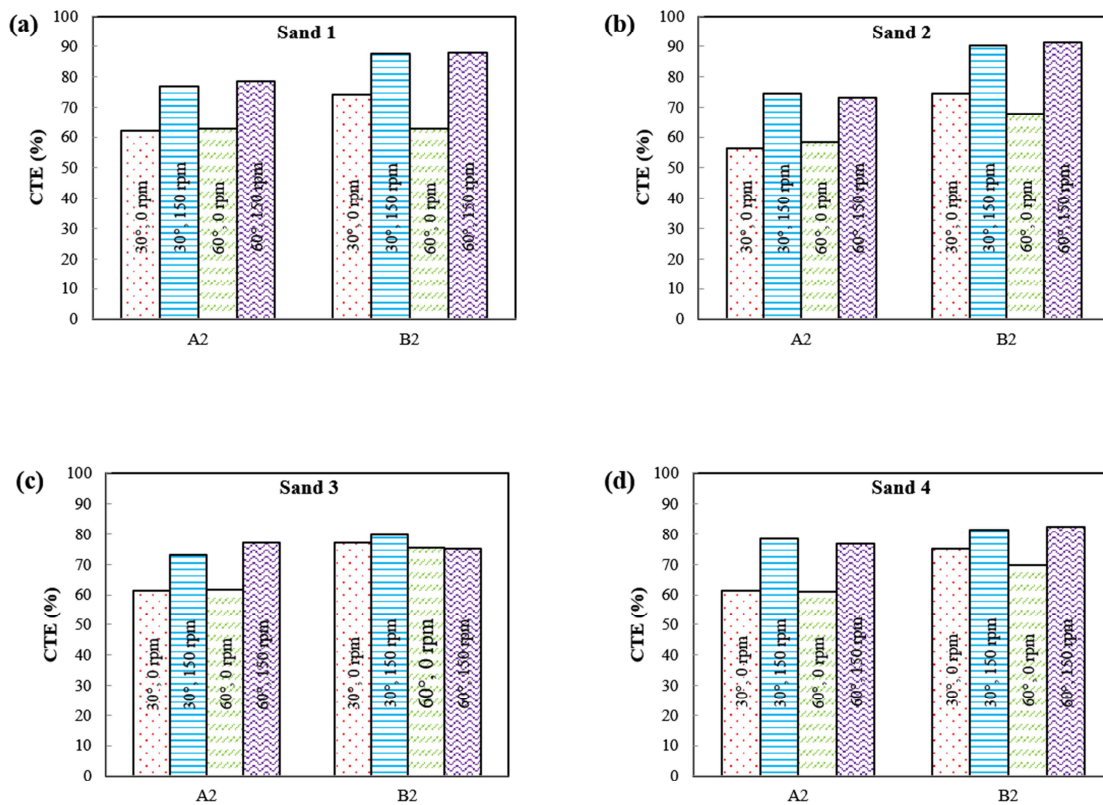 (a)
Sand 1
CTE (%)
100
90
80
70
60
50
40
30
20
10
0
30°, 0 rpm
30°, 150 rpm
60°, 0 rpm
60°, 150 rpm
30°, 0 rpm
30°, 150 rpm
60°, 0 rpm
60°, 150 rpm
A2
B2
(b)
Sand 2
CTE (%)
100
90
80
70
60
50
40
30
20
10
0
30°, 0 rpm
30°, 150 rpm
60°, 0 rpm
60°, 150 rpm
30°, 0 rpm
30°, 150 rpm
60°, 0 rpm
60°, 150 rpm
A2
B2
(c)
Sand 3
CTE (%)
100
90
80
70
60
50
40
30
20
10
0
30°, 0 rpm
30°, 150 rpm
60°, 0 rpm
60°, 150 rpm
30°, 0 rpm
30°, 150 rpm
60°, 0 rpm
60°, 150 rpm
A2
B2
(d)
Sand 4
CTE (%)
100
90
80
70
60
50
40
30
20
10
0
30°, 0 rpm
30°, 150 rpm
60°, 0 rpm
60°, 150 rpm
30°, 0 rpm
30°, 150 rpm
60°, 0 rpm
60°, 150 rpm
A2
B2